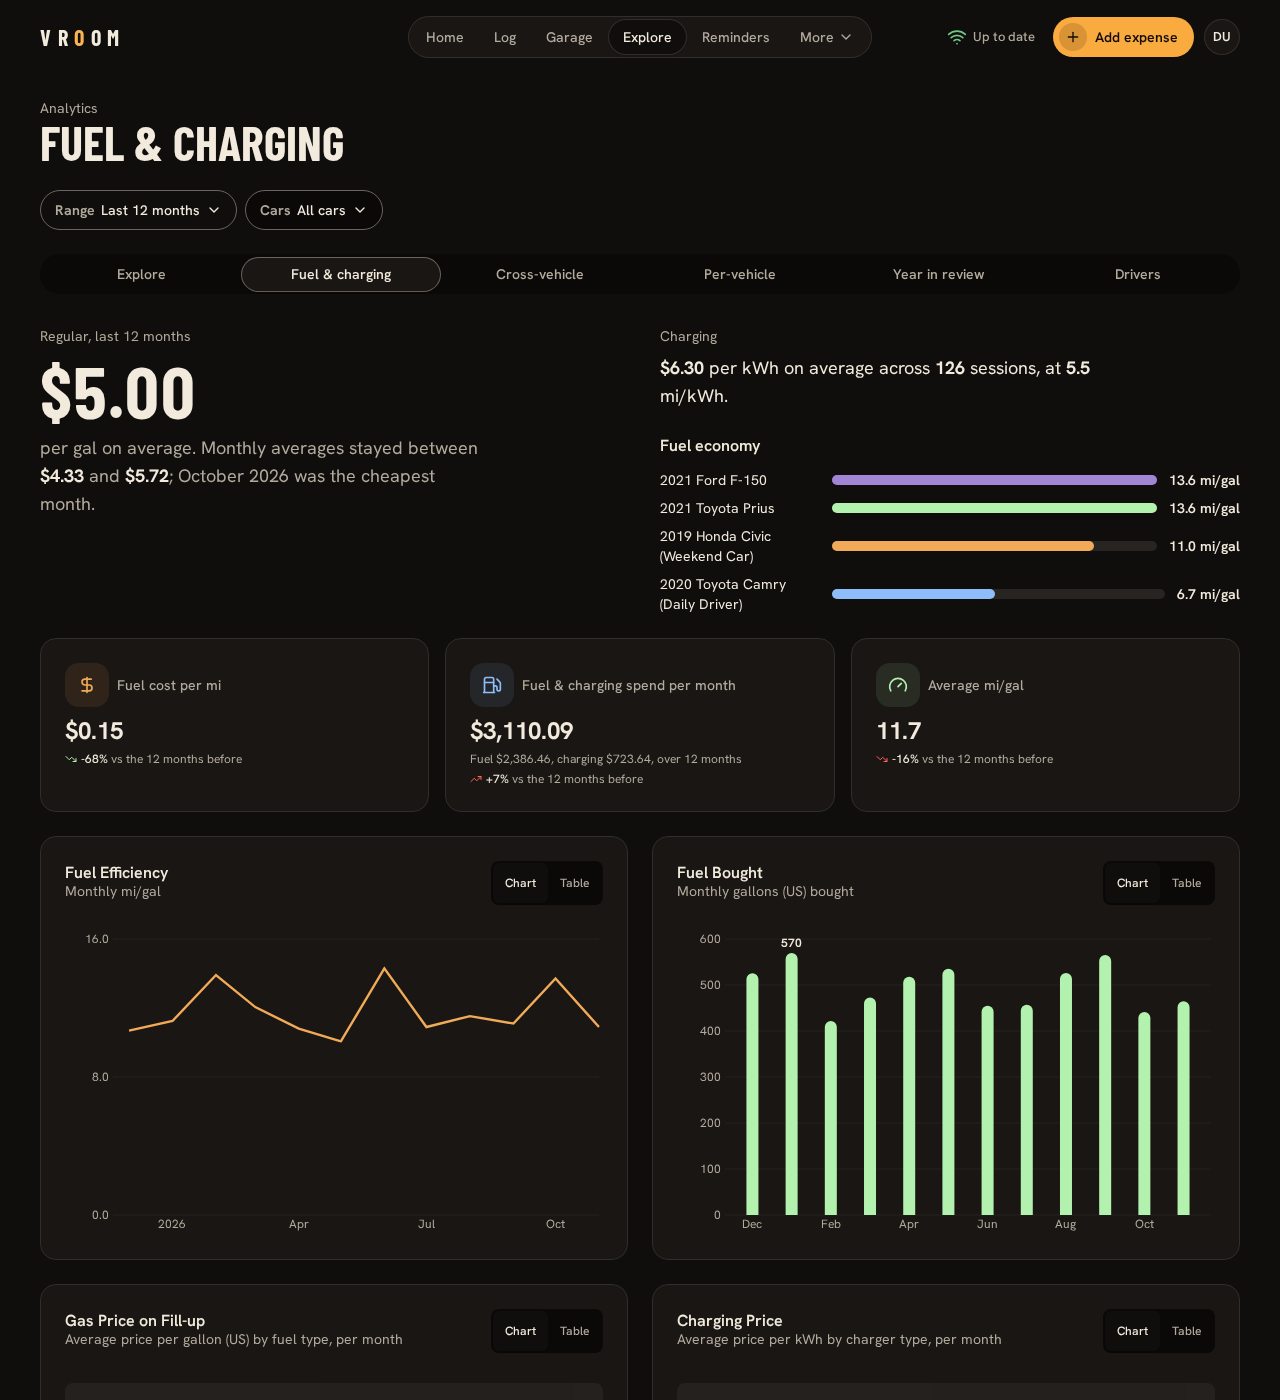 VROOM
Home Log Garage Explore Reminders More
Up to date
Add expense
DU
Analytics
FUEL & CHARGING
Range Last 12 months
Cars All cars
Explore Fuel & charging Cross-vehicle Per-vehicle Year in review Drivers
Regular, last 12 months
$5.00
per gal on average. Monthly averages stayed between
$4.33 and $5.72; October 2026 was the cheapest
month.
Charging
$6.30 per kWh on average across 126 sessions, at 5.5
mi/kWh.
Fuel economy
2021 Ford F-150 13.6 mi/gal
2021 Toyota Prius 13.6 mi/gal
2019 Honda Civic
(Weekend Car)
11.0 mi/gal
2020 Toyota Camry
(Daily Driver)
6.7 mi/gal
Fuel cost per mi
$0.15
-68% vs the 12 months before
Fuel & charging spend per month
$3,110.09
Fuel $2,386.46, charging $723.64, over 12 months
+7% vs the 12 months before
Average mi/gal
11.7
-16% vs the 12 months before
Fuel Efficiency
Monthly mi/gal
Chart Table
16.0
8.0
0.0
2026 Apr Jul Oct
Fuel Bought
Monthly gallons (US) bought
Chart Table
600
570
500
400
300
200
100
0
Dec Feb Apr Jun Aug Oct
Gas Price on Fill-up
Average price per gallon (US) by fuel type, per month
Chart Table
Charging Price
Average price per kWh by charger type, per month
Chart Table